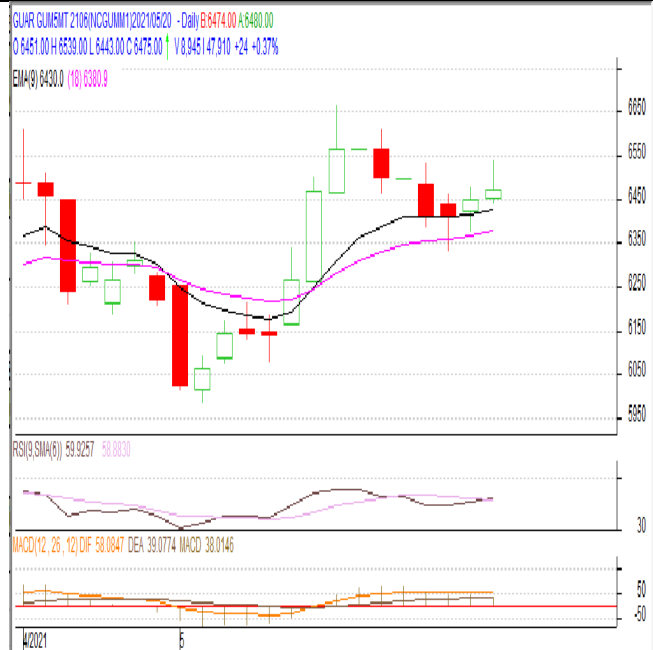 GUAR GUM5MT 2106(NCGUMM1)2021/05/20 - Daily B:6474.00 A:6480.00
O 6451.00 H 6539.00 L 6443.00 C 6475.00 ↑ V 8,945 I 47,910 +24 +0.37%
EMA(9) 6430.0 (18) 6380.9
6650
6550
6450
6350
6250
6150
6050
5950
RSI(9,SMA(6)) 59.9257 58.8830
30
MACD(12 , 26 , 12) DIF 58.0847 DEA 39.0774 MACD 38.0146
50
-50
4/2021 5